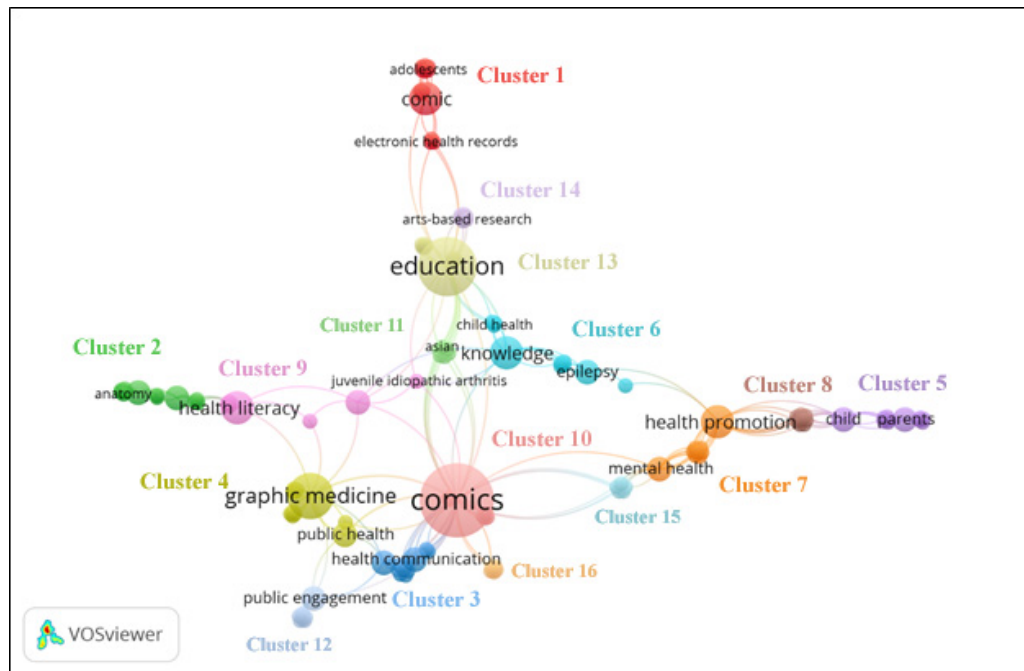 adolescents
Cluster 1
comic
electronic health records
Cluster 14
arts-based research
education
Cluster 13
Cluster 11
child health
Cluster 6
asian
knowledge
Cluster 2
Cluster 9
epilepsy
juvenile idiopathic arthritis
anatomy
health literacy
Cluster 8
Cluster 5
health promotion
child
parents
Cluster 10
mental health
Cluster 4
Cluster 7
graphic medicine
comics
Cluster 15
public health
health communication
Cluster 16
public engagement
Cluster 3
Cluster 12
VOSviewer